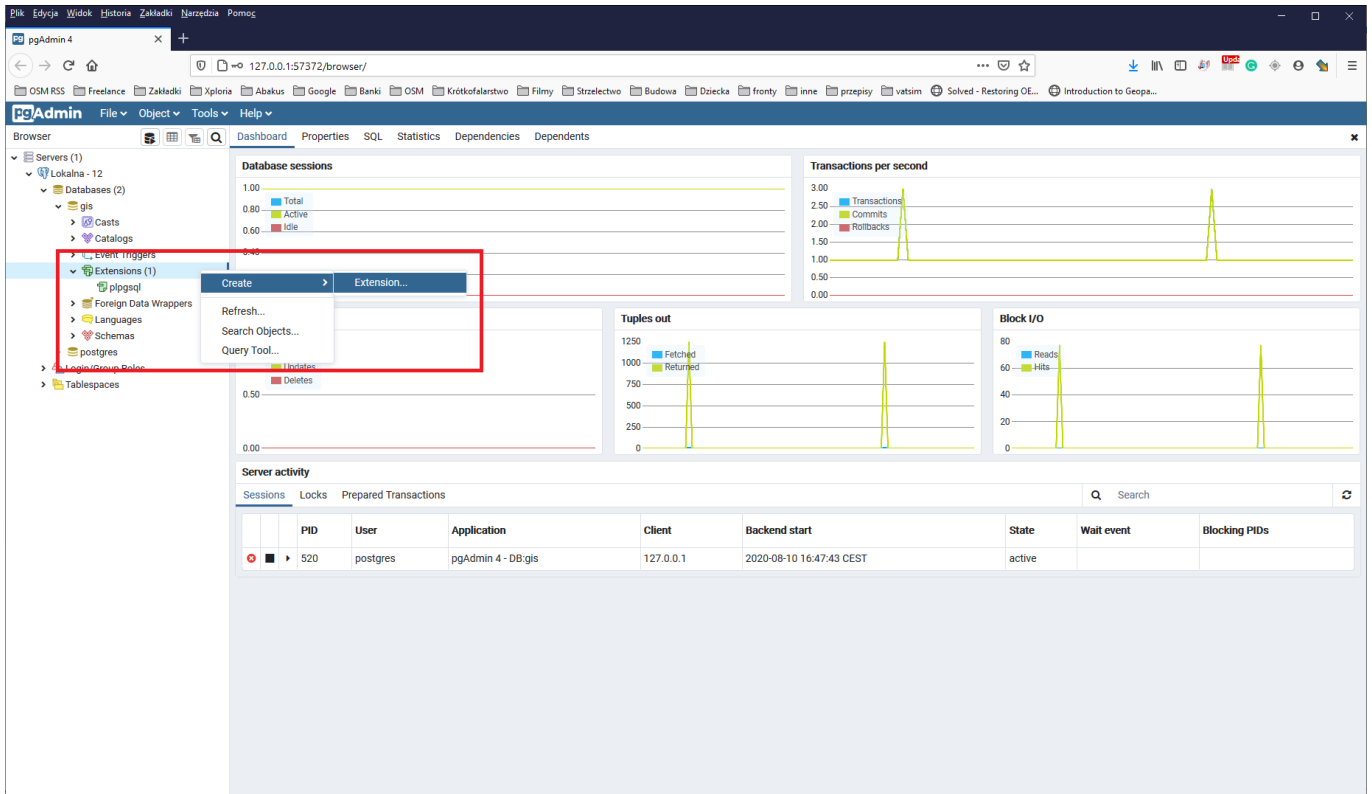 Plik Edycja Widok Historia Zakładki Narzędzia Pomoc
pgAdmin 4
127.0.0.1:57372/browser/
OSM RSS Freelance Zakładki Xploria Abakus Google Banki OSM Krótkofalarstwo Filmy Strzelectwo Budowa Dziecka fronty inne przepisy vatsim Solved - Restoring OE... Introduction to Geopa...
pgAdmin File Object Tools Help
Browser
Dashboard Properties SQL Statistics Dependencies Dependents
Servers (1)
Lokalna - 12
Databases (2)
gis
Casts
Catalogs
Event Triggers
Extensions (1)
plpgsql
Foreign Data Wrappers
Languages
Schemas
postgres
Login/Group Roles
Tablespaces
Create
Extension...
Refresh...
Search Objects...
Query Tool...
Database sessions
1.00
0.80
0.60
0.40
Total
Active
Idle
Transactions per second
3.00
2.50
2.00
1.50
1.00
0.50
0.00
Transactions
Commits
Rollbacks
Updates
Deletes
0.50
0.00
Tuples out
1250
1000
750
500
250
0
Fetched
Returned
Block I/O
80
60
40
20
0
Reads
Hits
Server activity
Sessions Locks Prepared Transactions
Search
PID User Application Client Backend start State Wait event Blocking PIDs
520 postgres pgAdmin 4 - DB:gis 127.0.0.1 2020-08-10 16:47:43 CEST active